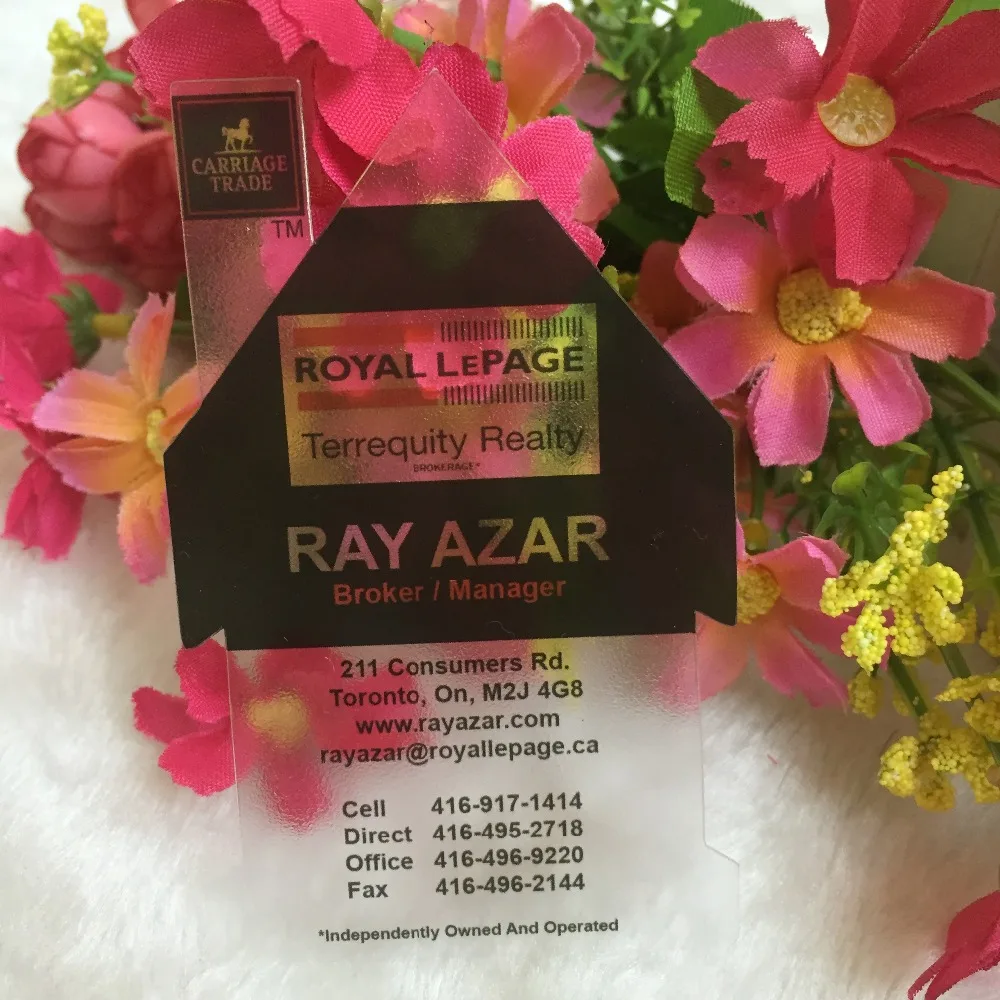 CARRIAGE
TRADE
TM
ROYAL LEPAGE
Terrequity Realty
BROKERAGE*
RAY AZAR
Broker / Manager
211 Consumers Rd.
Toronto, On, M2J 4G8
www.rayazar.com
rayazar@royallepage.ca
Cell 416-917-1414
Direct 416-495-2718
Office 416-496-9220
Fax 416-496-2144
*Independently Owned And Operated